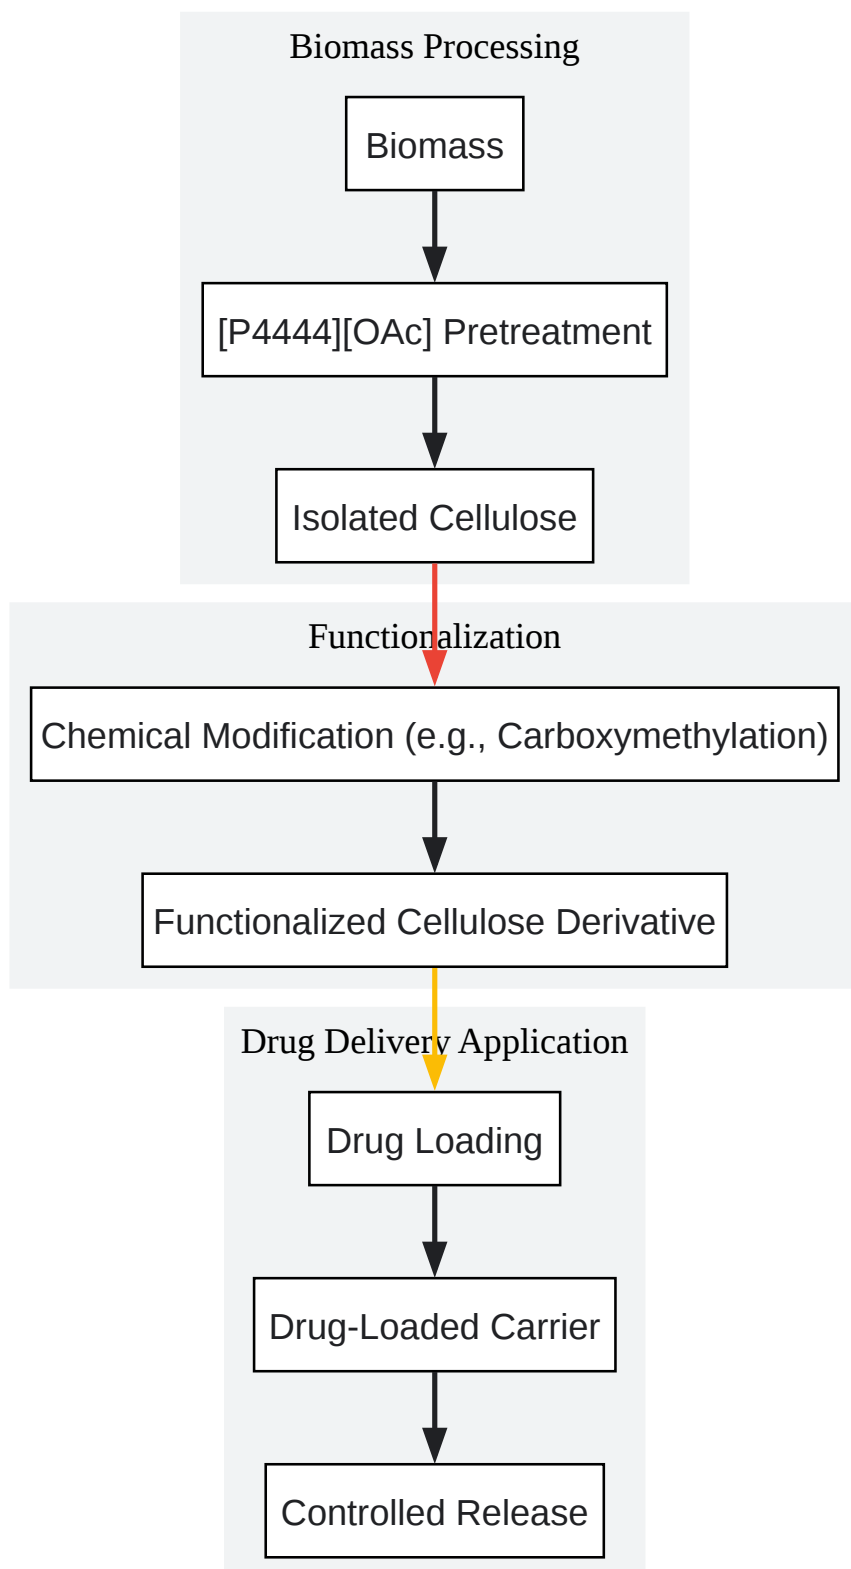 Biomass Processing
Biomass
[P4444][OAc] Pretreatment
Isolated Cellulose
Functionalization
Chemical Modification (e.g., Carboxymethylation)
Functionalized Cellulose Derivative
Drug Delivery Application
Drug Loading
Drug-Loaded Carrier
Controlled Release